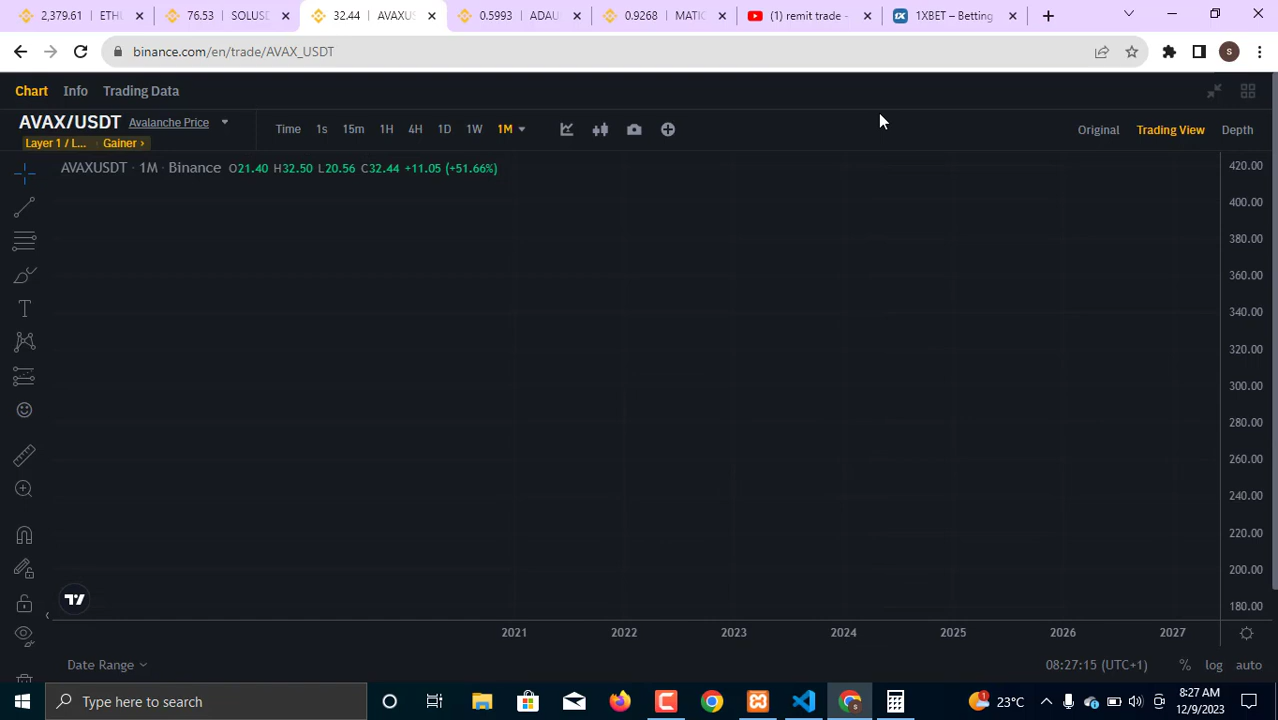 2,379.61 | ETHU
76.53 | SOLUSD
32.44 | AVAXUS
0.5993 | ADAU
0.9268 | MATIC
(1) remit trade -
1XBET – Betting
binance.com/en/trade/AVAX_USDT
S
Chart Info Trading Data
AVAX/USDT Avalanche Price
Layer 1 / L... · Gainer ›
Time 1s 15m 1H 4H 1D 1W 1M
Original Trading View Depth
AVAXUSDT · 1M · Binance O21.40 H32.50 L20.56 C32.44 +11.05 (+51.66%)
420.00
400.00
380.00
360.00
340.00
320.00
300.00
280.00
260.00
240.00
220.00
200.00
180.00
2021 2022 2023 2024 2025 2026 2027
Date Range
08:27:15 (UTC+1) % log auto
Type here to search
1
23°C
8:27 AM
12/9/2023